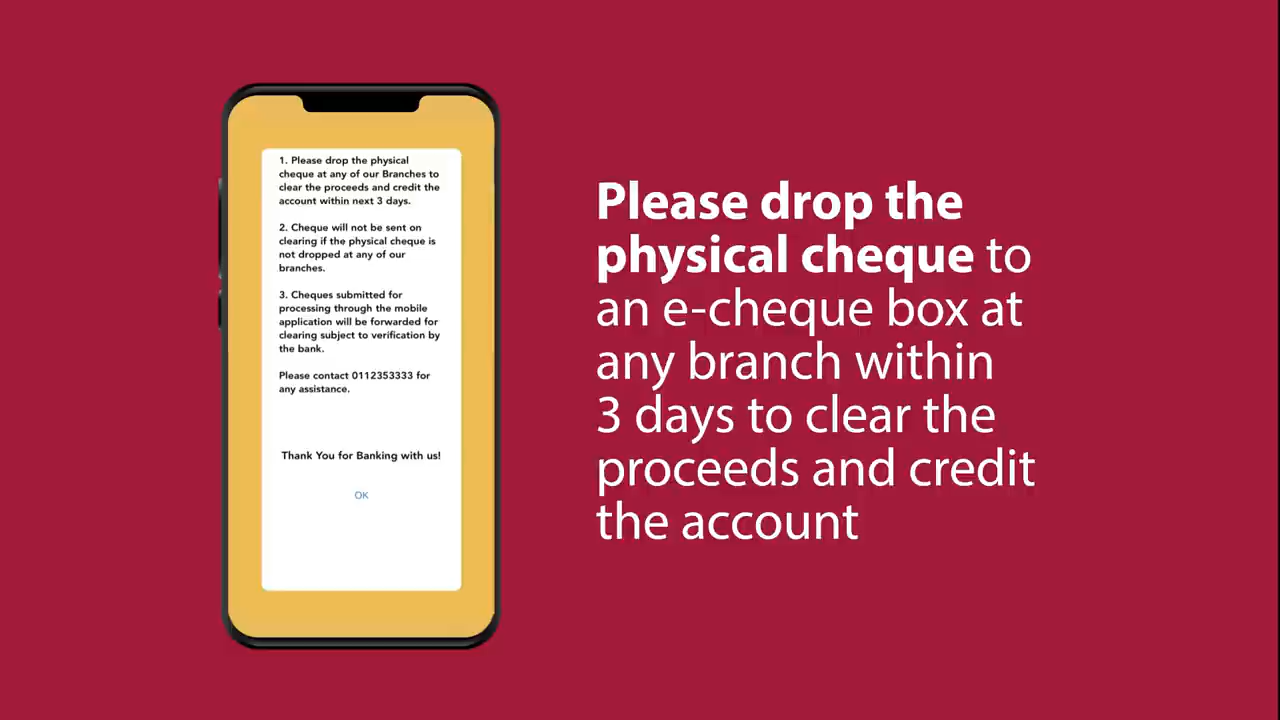 1. Please drop the physical
cheque at any of our Branches to
clear the proceeds and credit the
account within next 3 days.
2. Cheque will not be sent on
clearing if the physical cheque is
not dropped at any of our
branches.
3. Cheques submitted for
processing through the mobile
application will be forwarded for
clearing subject to verification by
the bank.
Please contact 0112353333 for
any assistance.
Thank You for Banking with us!
OK
Please drop the
physical cheque to
an e-cheque box at
any branch within
3 days to clear the
proceeds and credit
the account